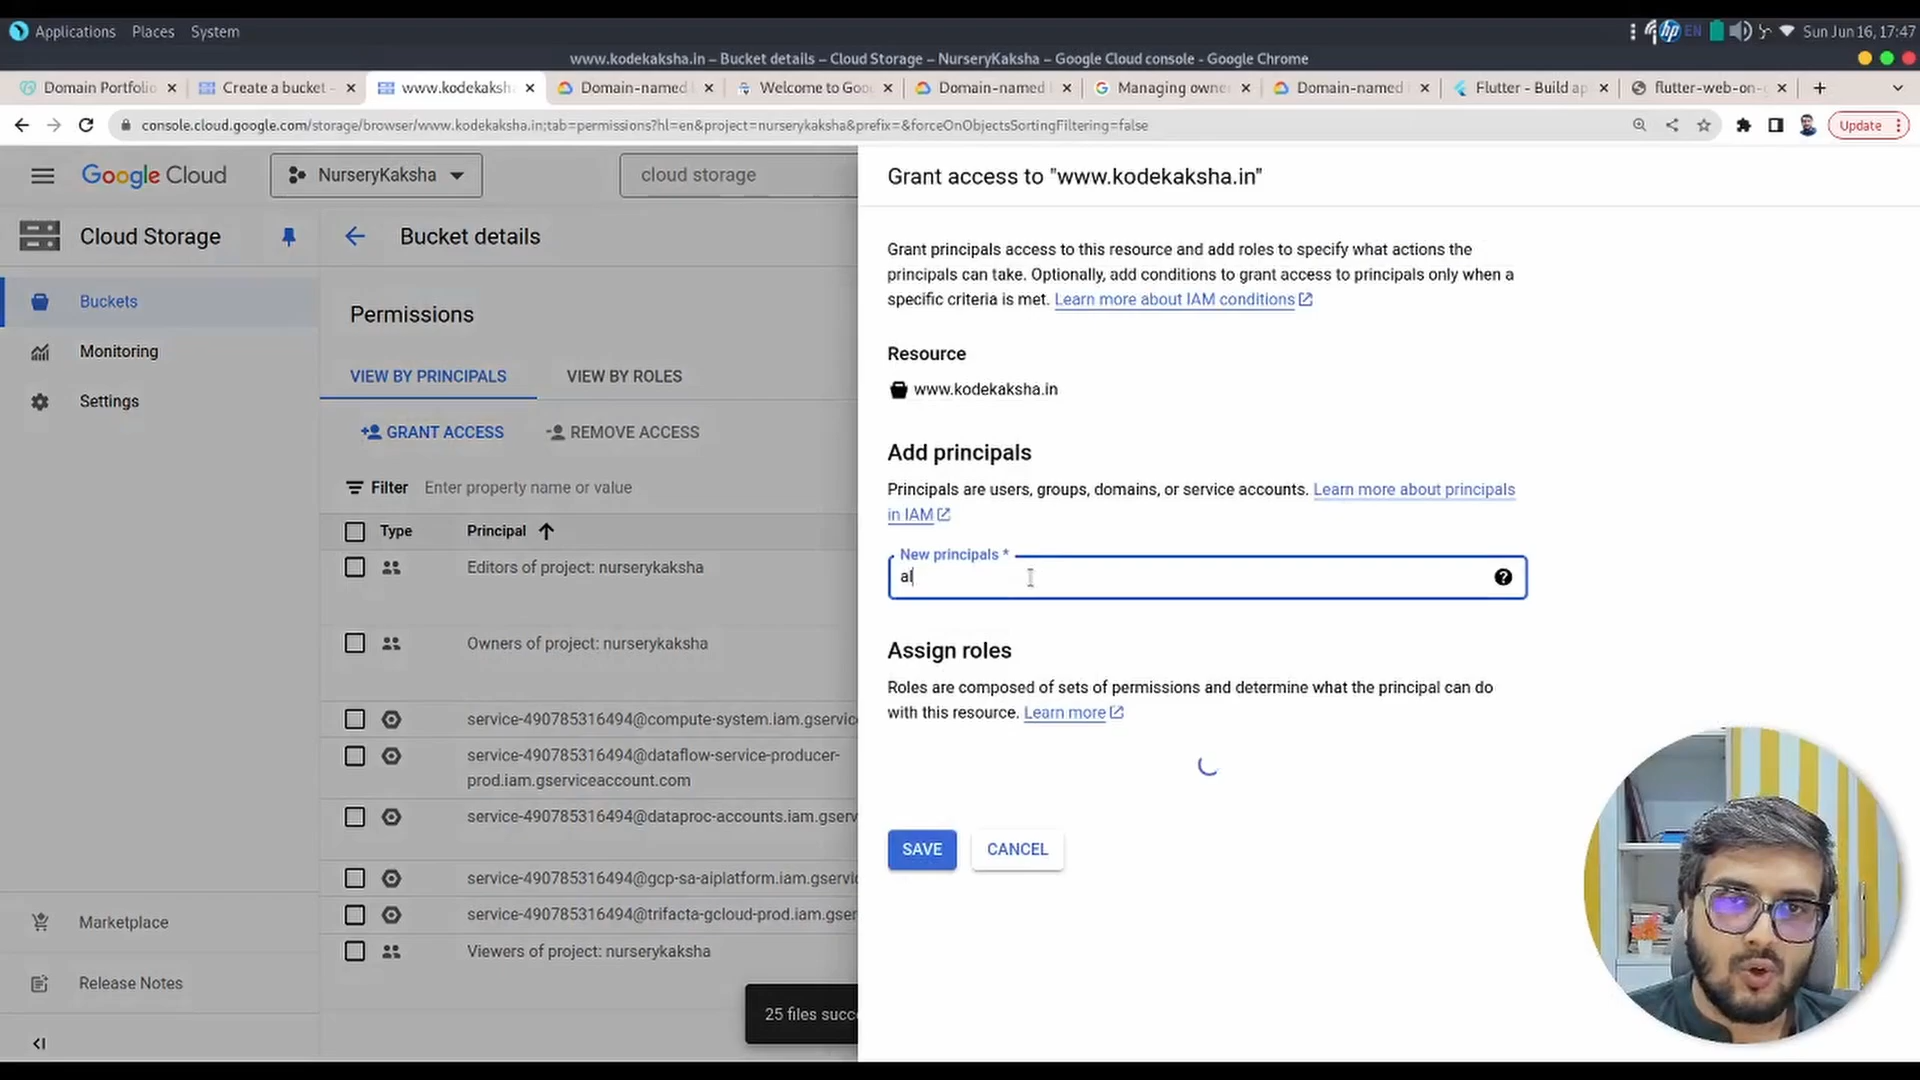 Applications Places System
EN Sun Jun 16, 17:47
www.kodekaksha.in – Bucket details – Cloud Storage – NurseryKaksha – Google Cloud console - Google Chrome
Domain Portfolio
Create a bucket –
www.kodekaksh
Domain-named
Welcome to Goo
Domain-named
Managing owne
Domain-named
Flutter - Build ap
flutter-web-on-
console.cloud.google.com/storage/browser/www.kodekaksha.in;tab=permissions?hl=en&project=nurserykaksha&prefix=&forceOnObjectsSortingFiltering=false
Update
Google Cloud
NurseryKaksha
cloud storage
Cloud Storage
Buckets
Monitoring
Settings
Marketplace
Release Notes
Bucket details
Permissions
VIEW BY PRINCIPALS VIEW BY ROLES
GRANT ACCESS REMOVE ACCESS
Filter Enter property name or value
Type Principal
Editors of project: nurserykaksha
Owners of project: nurserykaksha
service-490785316494@compute-system.iam.gservice
service-490785316494@dataflow-service-producer-
prod.iam.gserviceaccount.com
service-490785316494@dataproc-accounts.iam.gserv
service-490785316494@gcp-sa-aiplatform.iam.gservi
service-490785316494@trifacta-gcloud-prod.iam.gser
Viewers of project: nurserykaksha
25 files succe
Grant access to "www.kodekaksha.in"
Grant principals access to this resource and add roles to specify what actions the
principals can take. Optionally, add conditions to grant access to principals only when a
specific criteria is met. Learn more about IAM conditions
Resource
www.kodekaksha.in
Add principals
Principals are users, groups, domains, or service accounts. Learn more about principals
in IAM
New principals *
al
Assign roles
Roles are composed of sets of permissions and determine what the principal can do
with this resource. Learn more
SAVE CANCEL